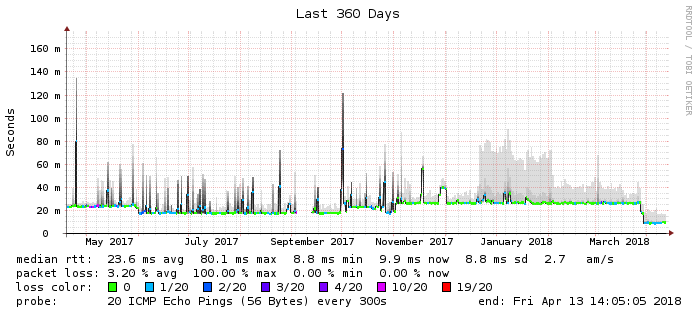 Last 360 Days
RRDTOOL / TOBI OETIKER
Seconds
160 m
140 m
120 m
100 m
80 m
60 m
40 m
20 m
0
May 2017 July 2017 September 2017 November 2017 January 2018 March 2018
median rtt: 23.6 ms avg 80.1 ms max 8.8 ms min 9.9 ms now 8.8 ms sd 2.7 am/s
packet loss: 3.20 % avg 100.00 % max 0.00 % min 0.00 % now
loss color: 0 1/20 2/20 3/20 4/20 10/20 19/20
probe: 20 ICMP Echo Pings (56 Bytes) every 300s end: Fri Apr 13 14:05:05 2018